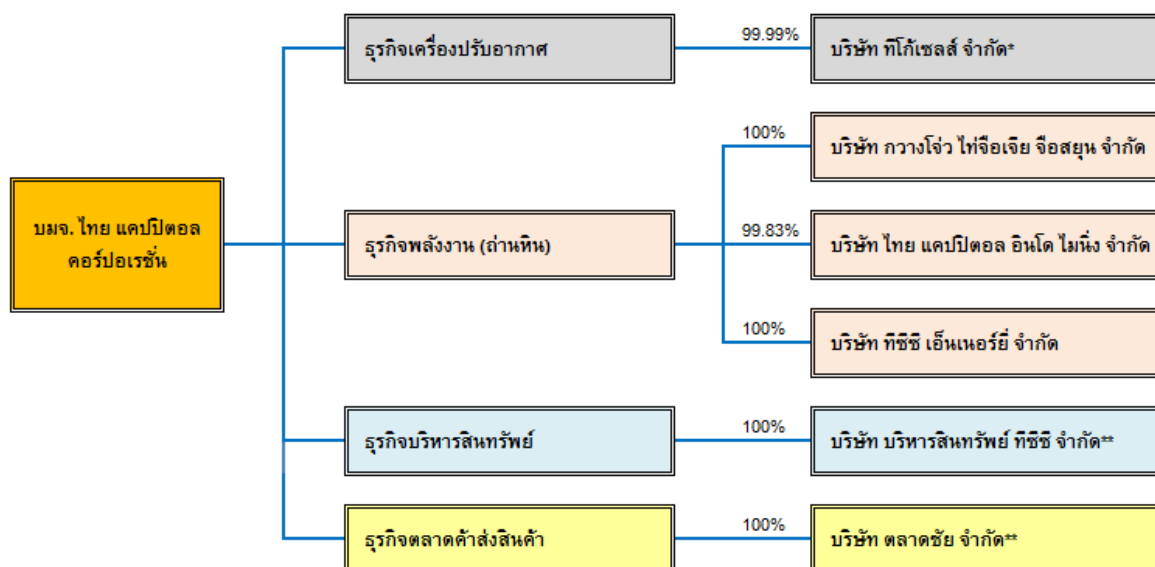 ธุรกิจเครื่องปรับอากาศ
99.99%
บริษัท ทิโก้เซลส์ จำกัด*
100%
บริษัท กวางโจ่ว ไท่จือเจีย จือสยุน จำกัด
บมจ. ไทย แคปปิตอล
คอร์ปอเรชั่น
ธุรกิจพลังงาน (ถ่านหิน)
99.83%
บริษัท ไทย แคปปิตอล อินโด ไมนิ่ง จำกัด
100%
บริษัท ทีซีซี เอ็นเนอร์ยี่ จำกัด
ธุรกิจบริหารสินทรัพย์
100%
บริษัท บริหารสินทรัพย์ ทีซีซี จำกัด**
ธุรกิจตลาดค้าส่งสินค้า
100%
บริษัท ตลาดชัย จำกัด**